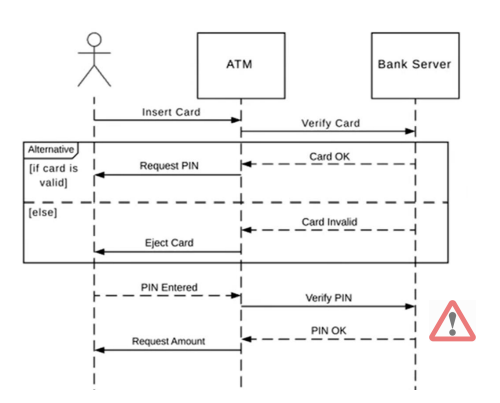 ATM
Bank Server
Insert Card
Verify Card
Alternative
[if card is
valid]
Card OK
Request PIN
[else]
Card Invalid
Eject Card
PIN Entered
Verify PIN
PIN OK
Request Amount
!